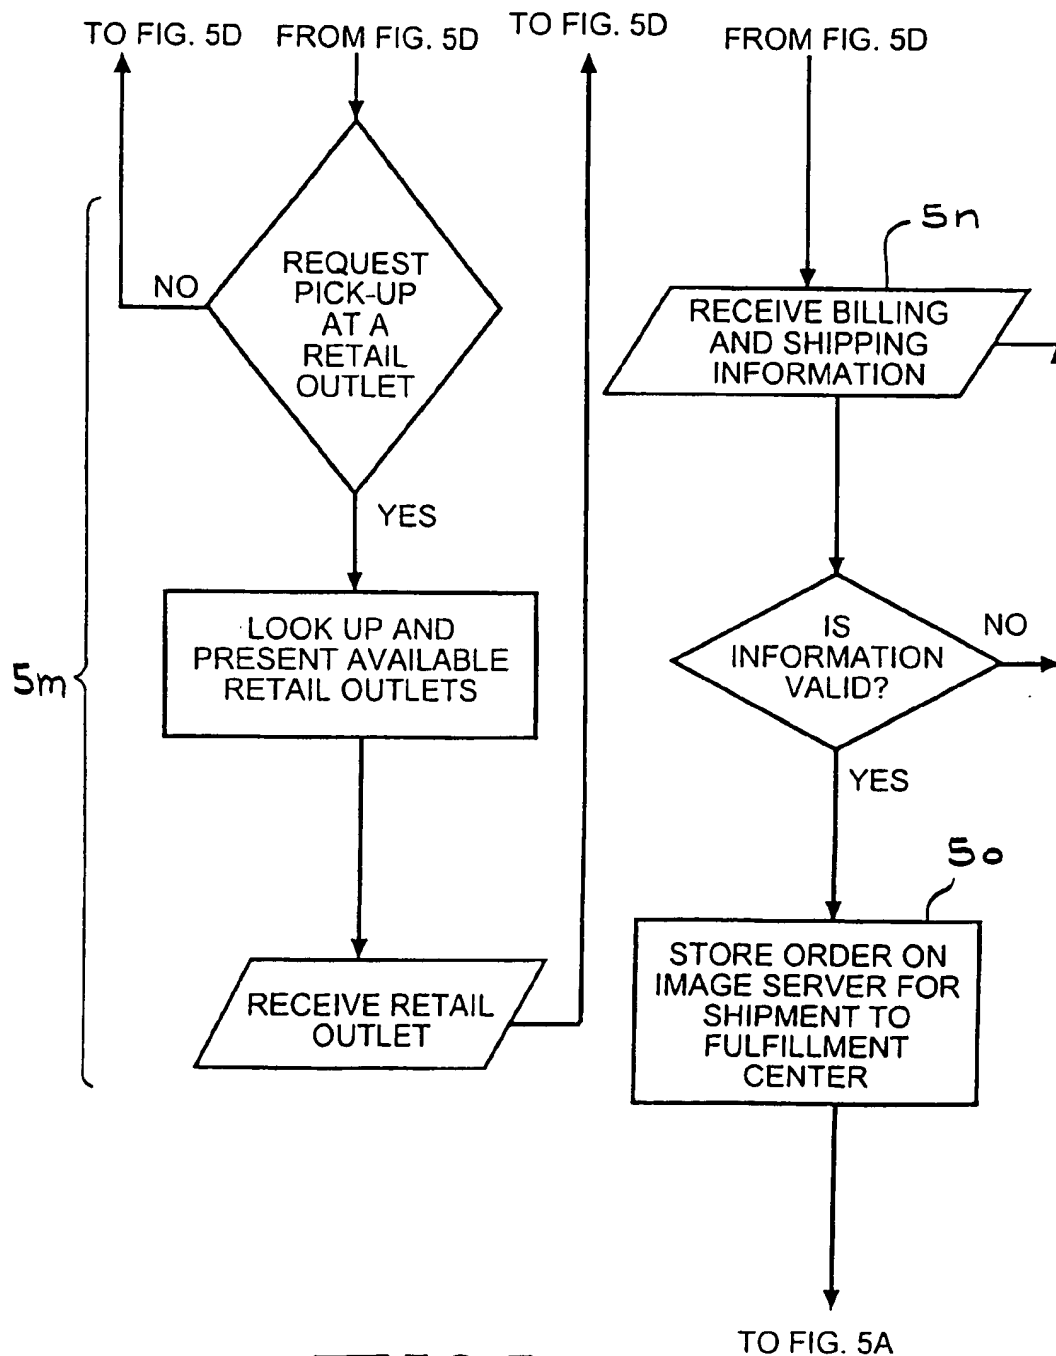 TO FIG. 5D
FROM FIG. 5D
TO FIG. 5D
FROM FIG. 5D
REQUEST
PICK-UP
AT A
RETAIL
OUTLET
NO
YES
5m
LOOK UP AND
PRESENT AVAILABLE
RETAIL OUTLETS
RECEIVE RETAIL
OUTLET
5n
RECEIVE BILLING
AND SHIPPING
INFORMATION
IS
INFORMATION
VALID?
NO
YES
5o
STORE ORDER ON
IMAGE SERVER FOR
SHIPMENT TO
FULFILLMENT
CENTER
TO FIG. 5A